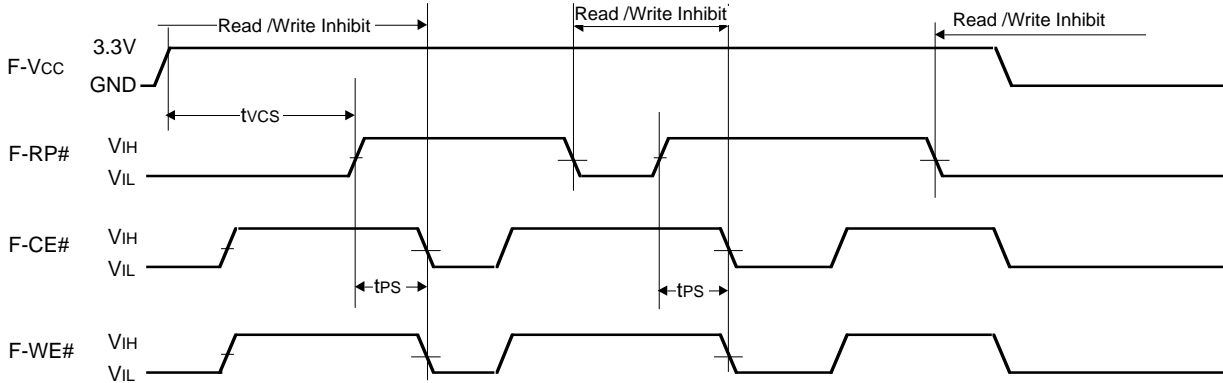 Read /Write Inhibit
Read /Write Inhibit
Read /Write Inhibit
F-VCC
3.3V
GND
tVCS
F-RP#
VIH
VIL
F-CE#
VIH
VIL
tPS
tPS
F-WE#
VIH
VIL